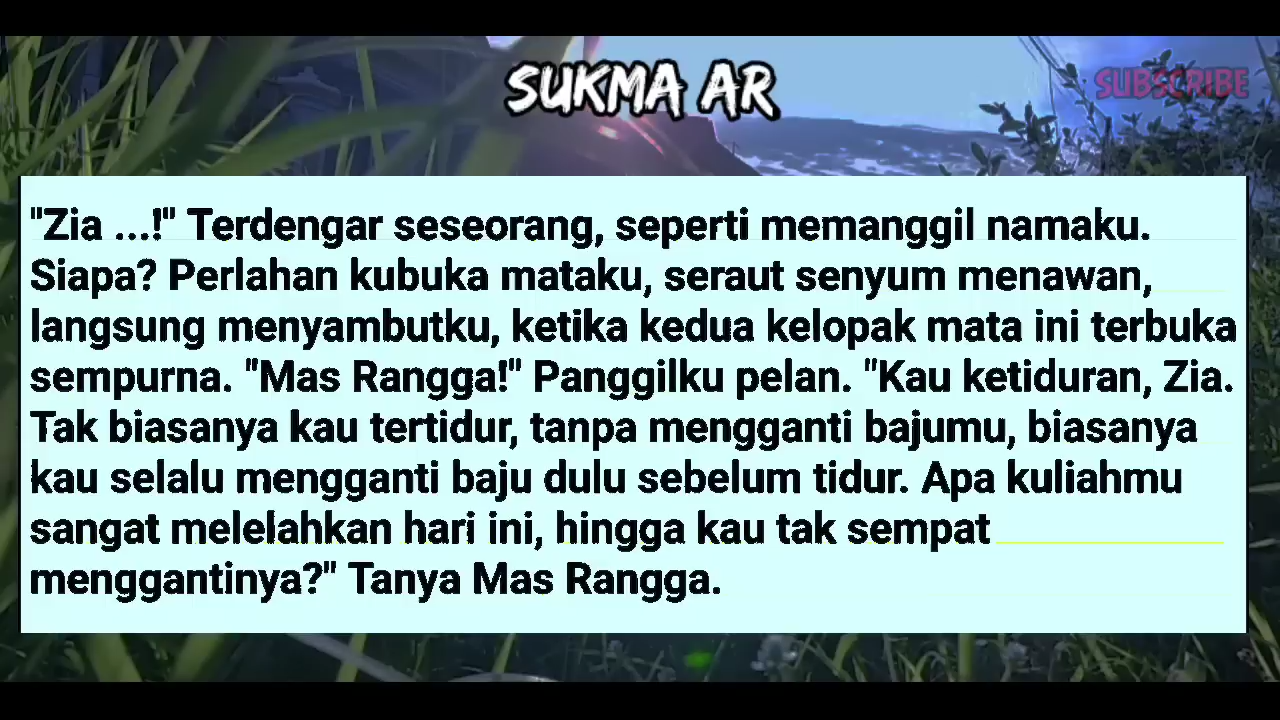 SUKMA AR
SUBSCRIBE
"Zia ...!" Terdengar seseorang, seperti memanggil namaku.
Siapa? Perlahan kubuka mataku, seraut senyum menawan,
langsung menyambutku, ketika kedua kelopak mata ini terbuka
sempurna. "Mas Rangga!" Panggilku pelan. "Kau ketiduran, Zia.
Tak biasanya kau tertidur, tanpa mengganti bajumu, biasanya
kau selalu mengganti baju dulu sebelum tidur. Apa kuliahmu
sangat melelahkan hari ini, hingga kau tak sempat
menggantinya?" Tanya Mas Rangga.